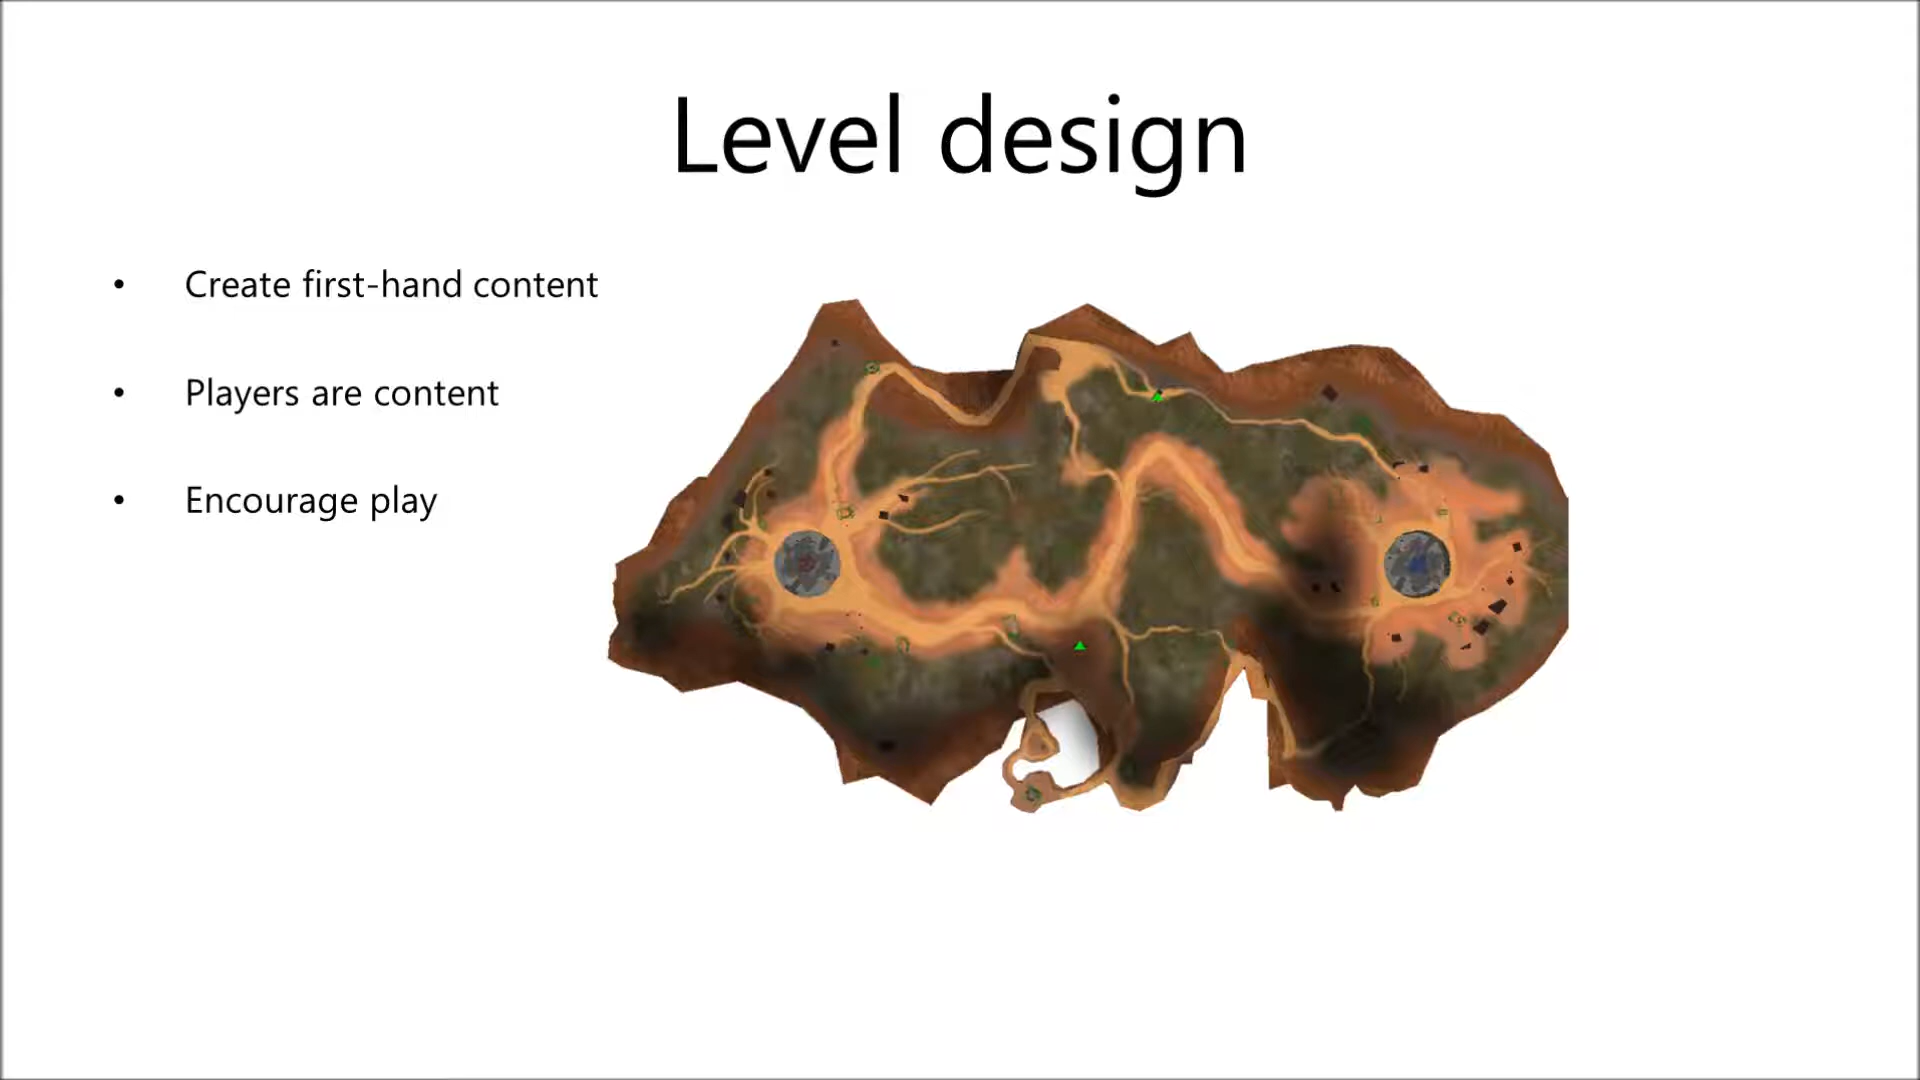 Level design
• Create first-hand content
• Players are content
• Encourage play